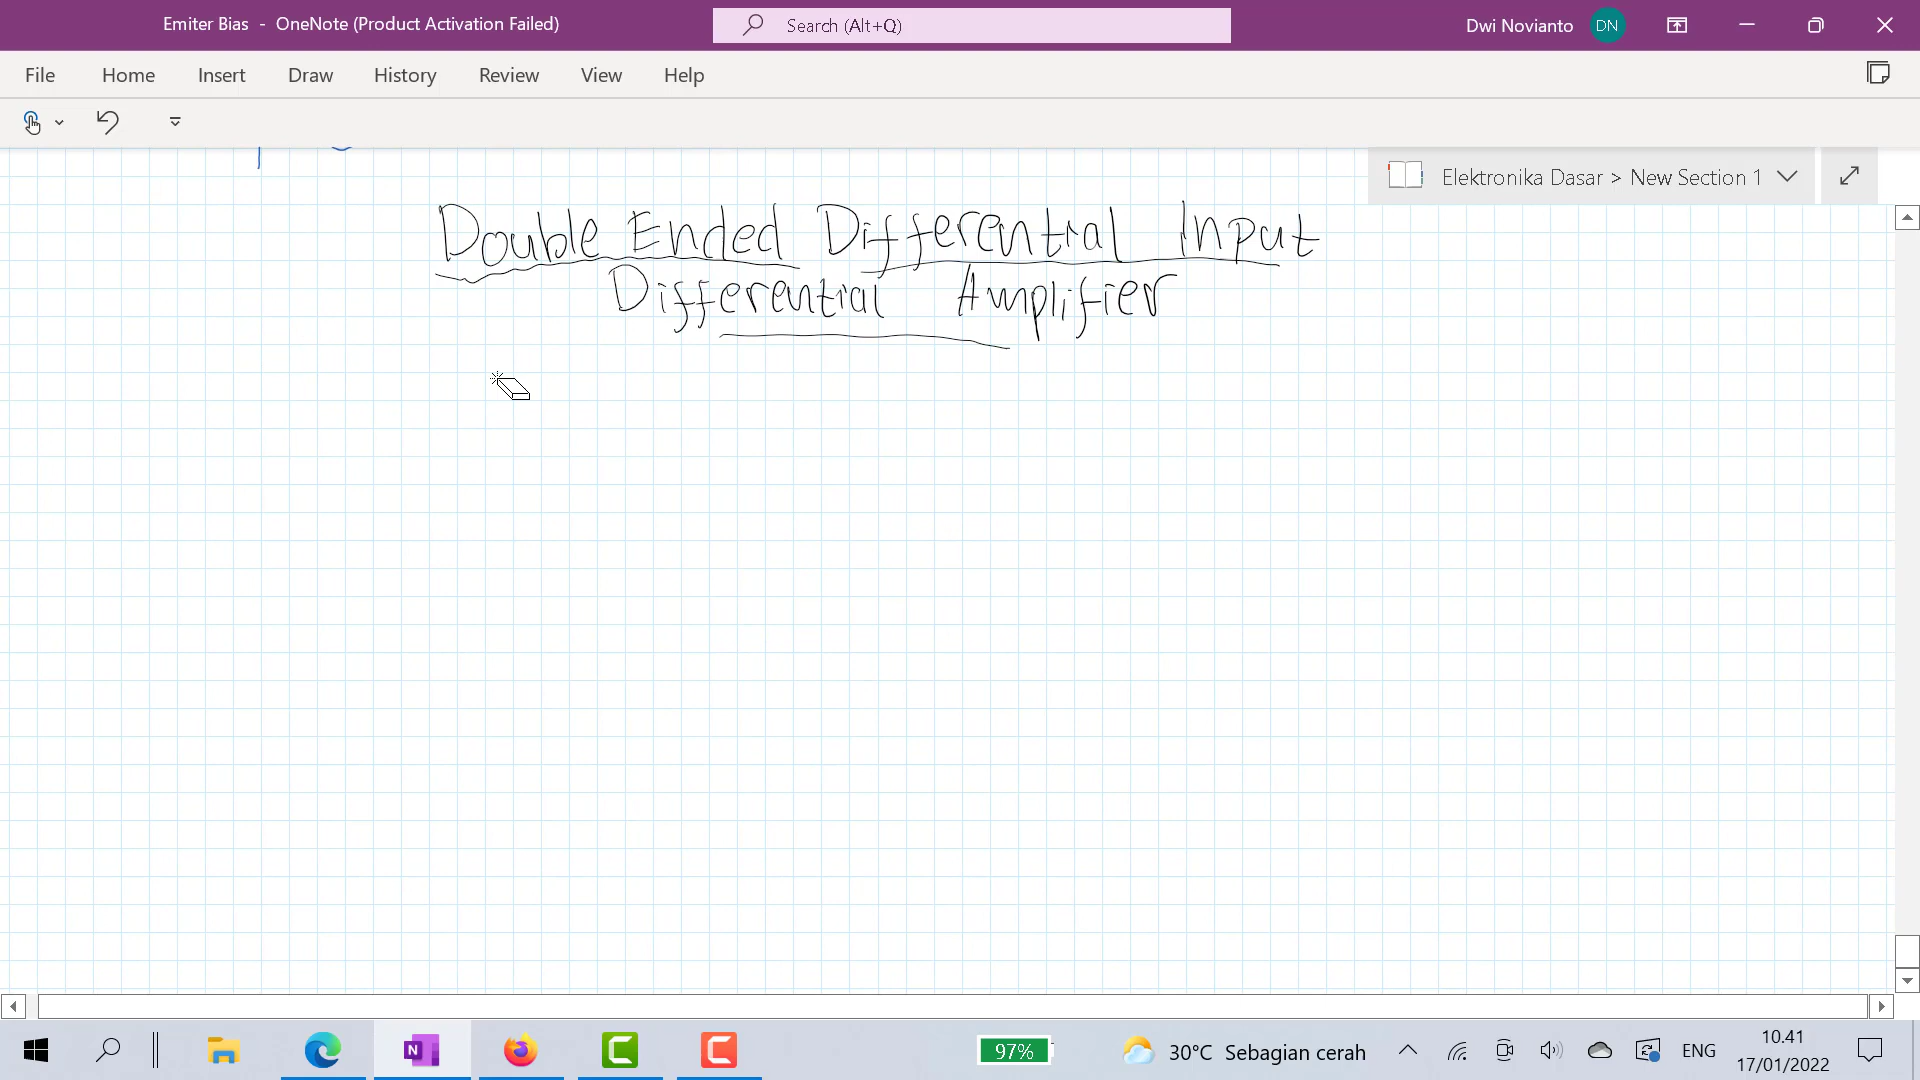 Emiter Bias - OneNote (Product Activation Failed)
Search (Alt+Q)
Dwi Novianto
DN
File
Home
Insert
Draw
History
Review
View
Help
Elektronika Dasar > New Section 1
Double Ended Differential Input
Differential Amplifier
97%
30°C Sebagian cerah
ENG
10.41
17/01/2022